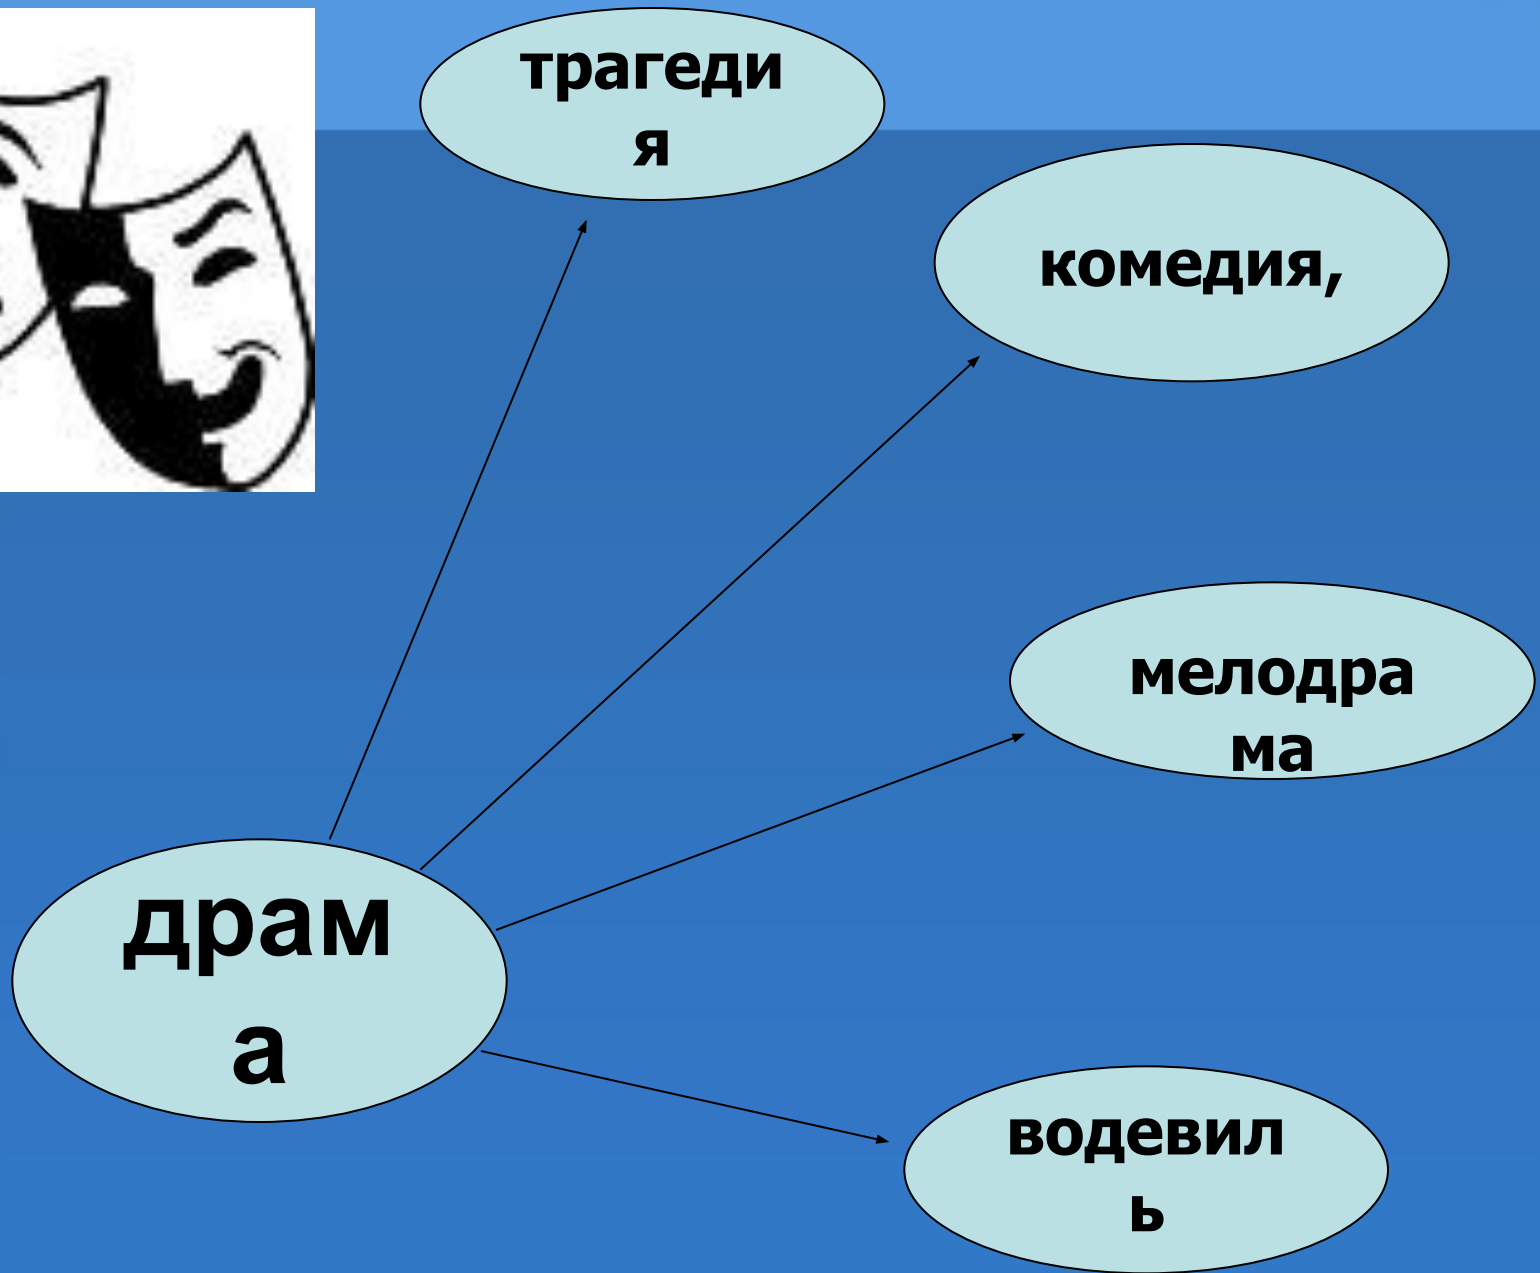 трагеди
я
комедия,
мелодра
ма
драм
а
водевил
ь